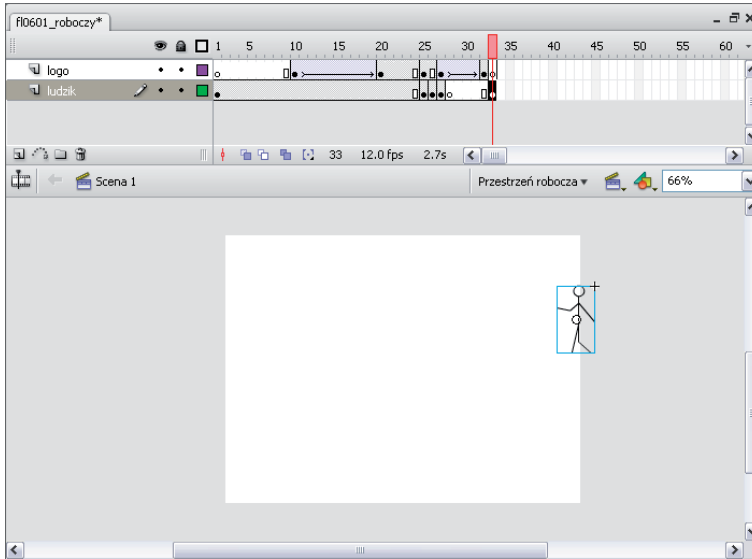 fl0601_roboczy*
1 5 10 15 20 25 30 35 40 45 50 55 60
logo
ludzik
33 12.0 fps 2.7s
Scena 1 Przestrzeń robocza 66%